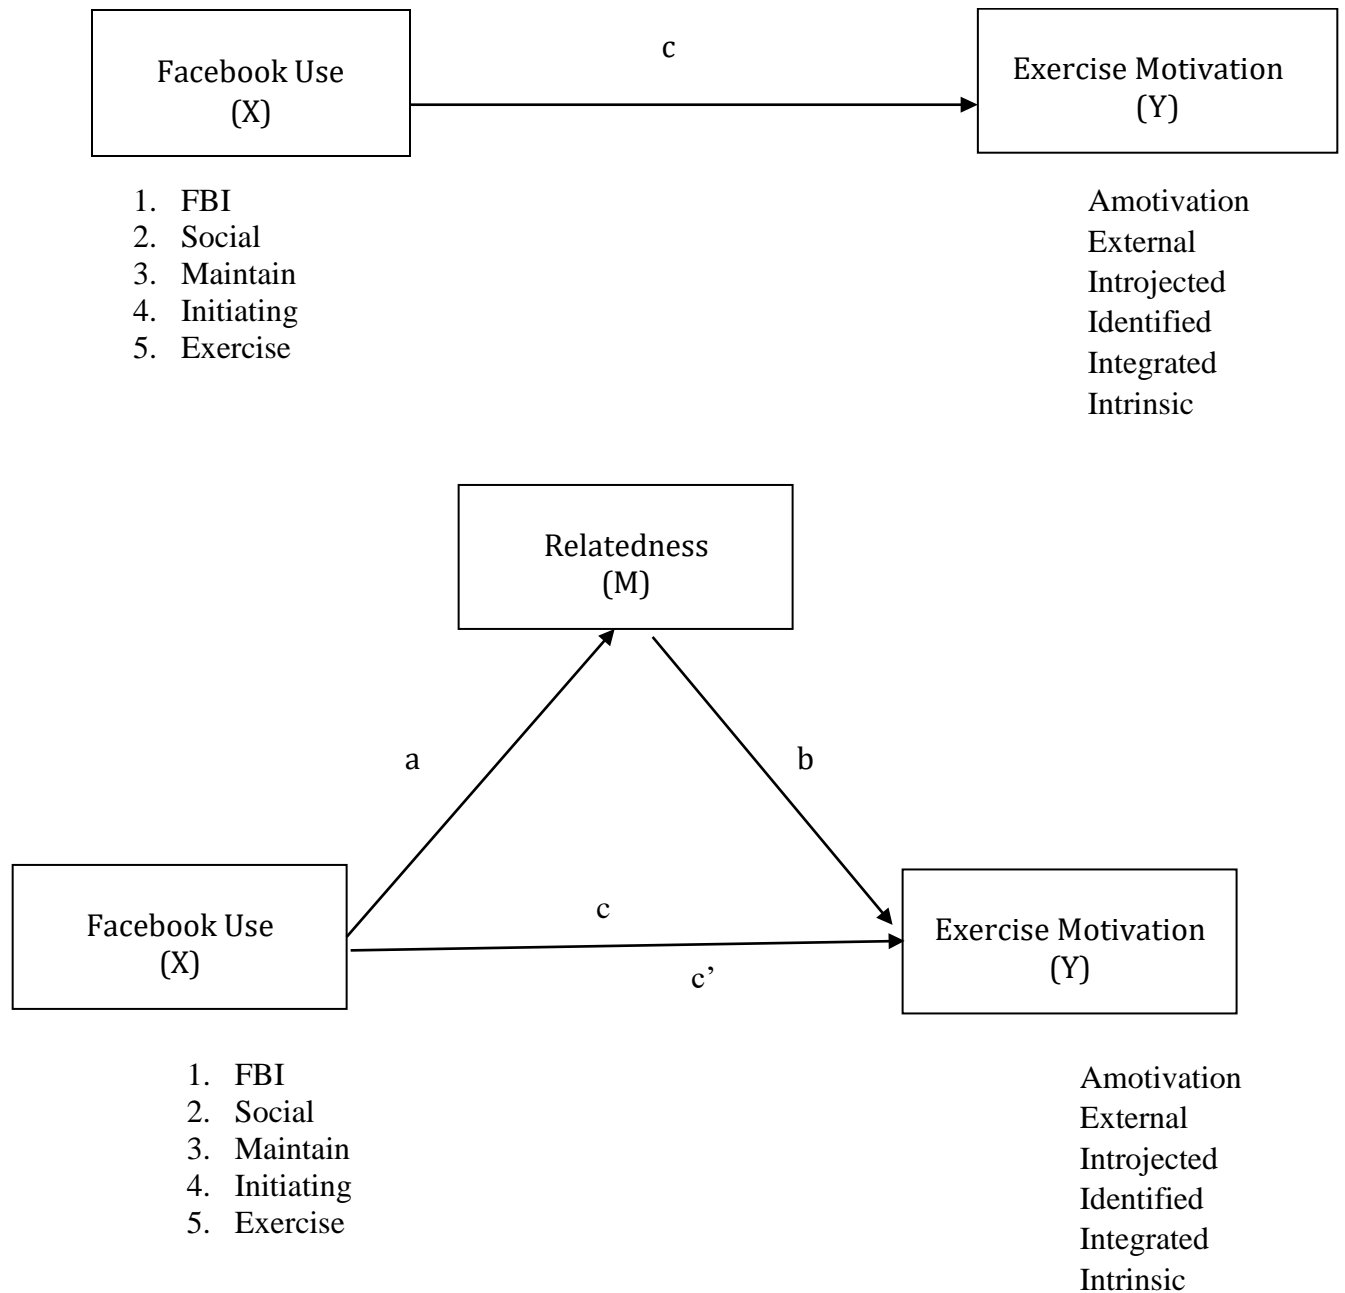 c
Facebook Use
(X)
Exercise Motivation
(Y)
1. FBI
2. Social
3. Maintain
4. Initiating
5. Exercise
Amotivation
External
Introjected
Identified
Integrated
Intrinsic
Relatedness
(M)
a
b
Facebook Use
(X)
c
c’
Exercise Motivation
(Y)
1. FBI
2. Social
3. Maintain
4. Initiating
5. Exercise
Amotivation
External
Introjected
Identified
Integrated
Intrinsic